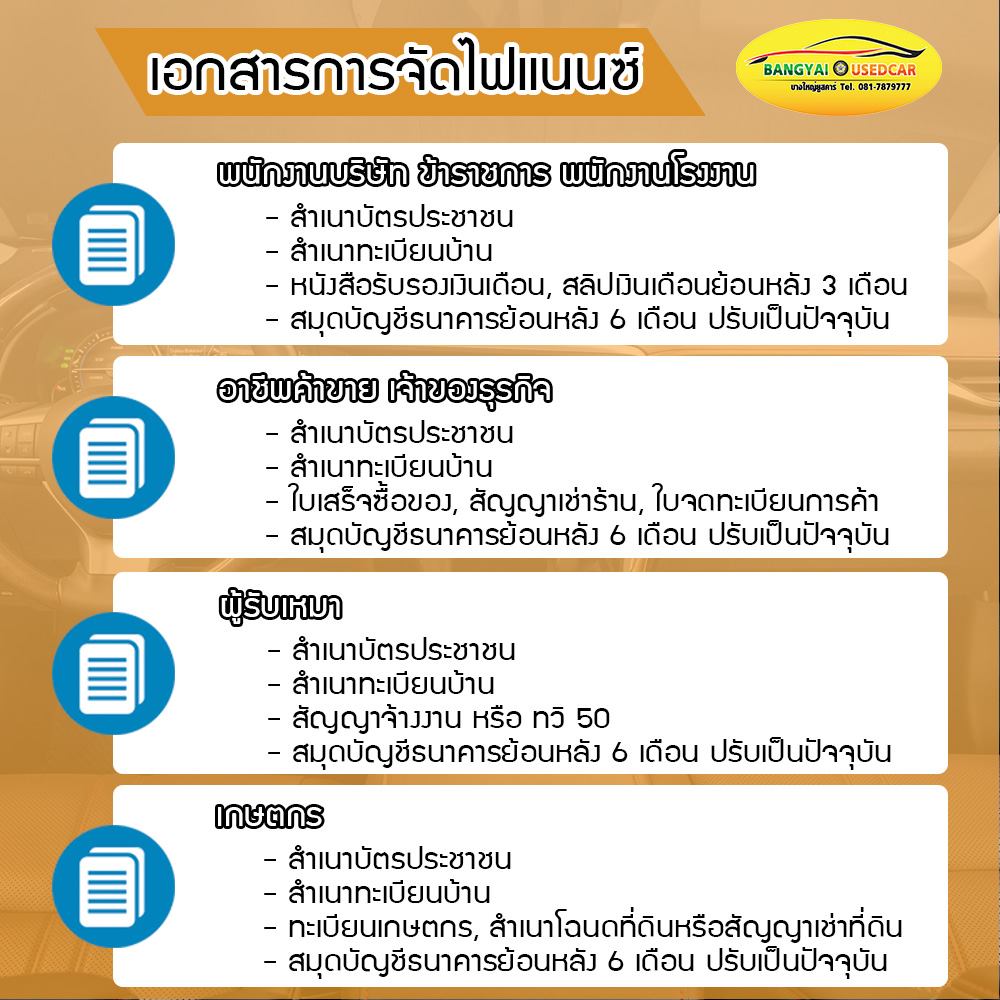 เอกสารการจัดไฟแนนซ์
BANGYAI USEDCAR
บางใหญ่ยูสคาร์ Tel. 081-7879777
พนักงานบริษัท ข้าราชการ พนักงานโรงงาน
- สำเนาบัตรประชาชน
- สำเนาทะเบียนบ้าน
- หนังสือรับรองเงินเดือน, สลิปเงินเดือนย้อนหลัง 3 เดือน
- สมุดบัญชีธนาคารย้อนหลัง 6 เดือน ปรับเป็นปัจจุบัน
อาชีพค้าขาย เจ้าของธุรกิจ
- สำเนาบัตรประชาชน
- สำเนาทะเบียนบ้าน
- ใบเสร็จซื้อของ, สัญญาเช่าร้าน, ใบจดทะเบียนการค้า
- สมุดบัญชีธนาคารย้อนหลัง 6 เดือน ปรับเป็นปัจจุบัน
ผู้รับเหมา
- สำเนาบัตรประชาชน
- สำเนาทะเบียนบ้าน
- สัญญาจ้างงาน หรือ ทวิ 50
- สมุดบัญชีธนาคารย้อนหลัง 6 เดือน ปรับเป็นปัจจุบัน
เกษตกร
- สำเนาบัตรประชาชน
- สำเนาทะเบียนบ้าน
- ทะเบียนเกษตกร, สำเนาโฉนดที่ดินหรือสัญญาเช่าที่ดิน
- สมุดบัญชีธนาคารย้อนหลัง 6 เดือน ปรับเป็นปัจจุบัน